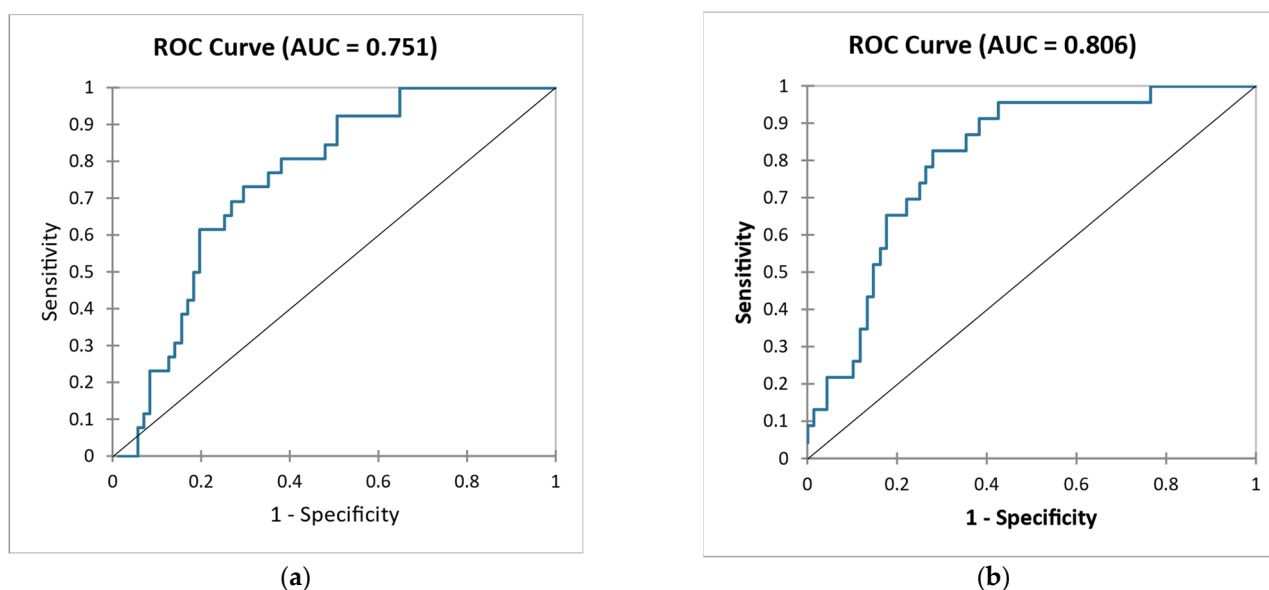 ROC Curve (AUC = 0.751)
1
0.9
0.8
0.7
0.6
0.5
0.4
0.3
0.2
0.1
0
Sensitivity
0 0.2 0.4 0.6 0.8 1
1 - Specificity
(a)
ROC Curve (AUC = 0.806)
1
0.9
0.8
0.7
0.6
0.5
0.4
0.3
0.2
0.1
0
Sensitivity
0 0.2 0.4 0.6 0.8 1
1 - Specificity
(b)